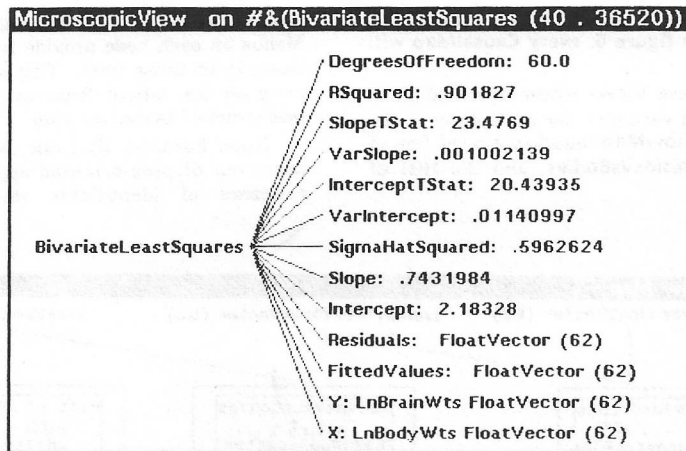 MicroscopicView on #&(BivariateLeastSquares (40 . 36520))
DegreesOfFreedom: 60.0
RSquared: .901827
SlopeTStat: 23.4769
VarSlope: .001002139
InterceptTStat: 20.43935
VarIntercept: .01140997
BivariateLeastSquares
SigmaHatSquared: .5962624
Slope: .7431984
Intercept: 2.18328
Residuals: FloatVector (62)
FittedValues: FloatVector (62)
Y: LnBrainWts FloatVector (62)
X: LnBodyWts FloatVector (62)